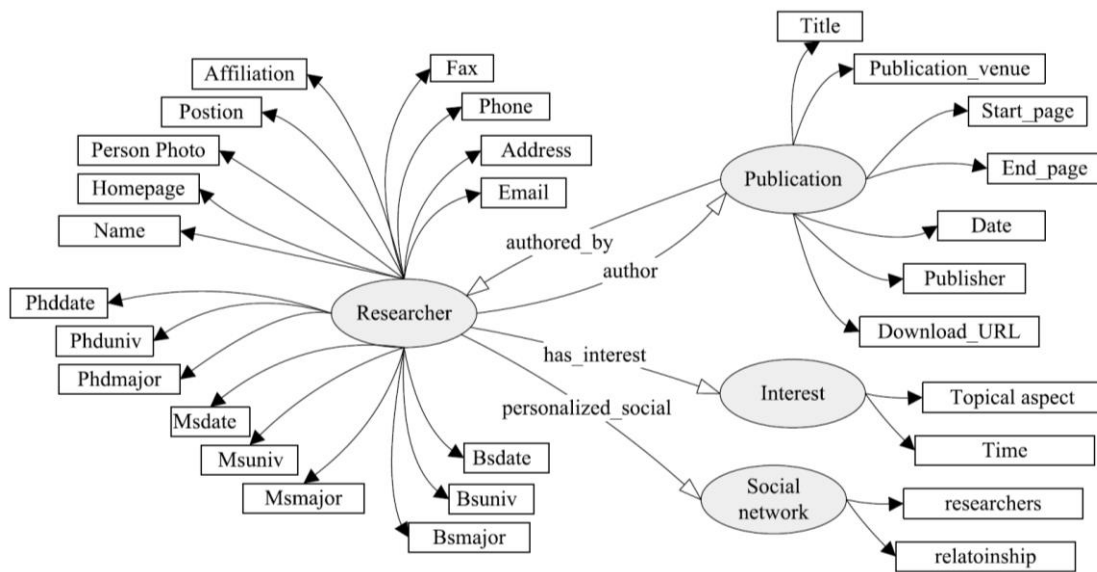 Title
Affiliation
Fax
Publication_venue
Postion
Phone
Start_page
Person Photo
Address
End_page
Homepage
Email
Publication
Name
Date
authored_by
author
Publisher
Phddate
Researcher
Download_URL
Phduniv
has_interest
Phdmajor
Interest
Topical aspect
personalized_social
Msdate
Time
Msuniv
Bsdate
Msmajor
Bsuniv
Social
network
researchers
Bsmajor
relatoinship